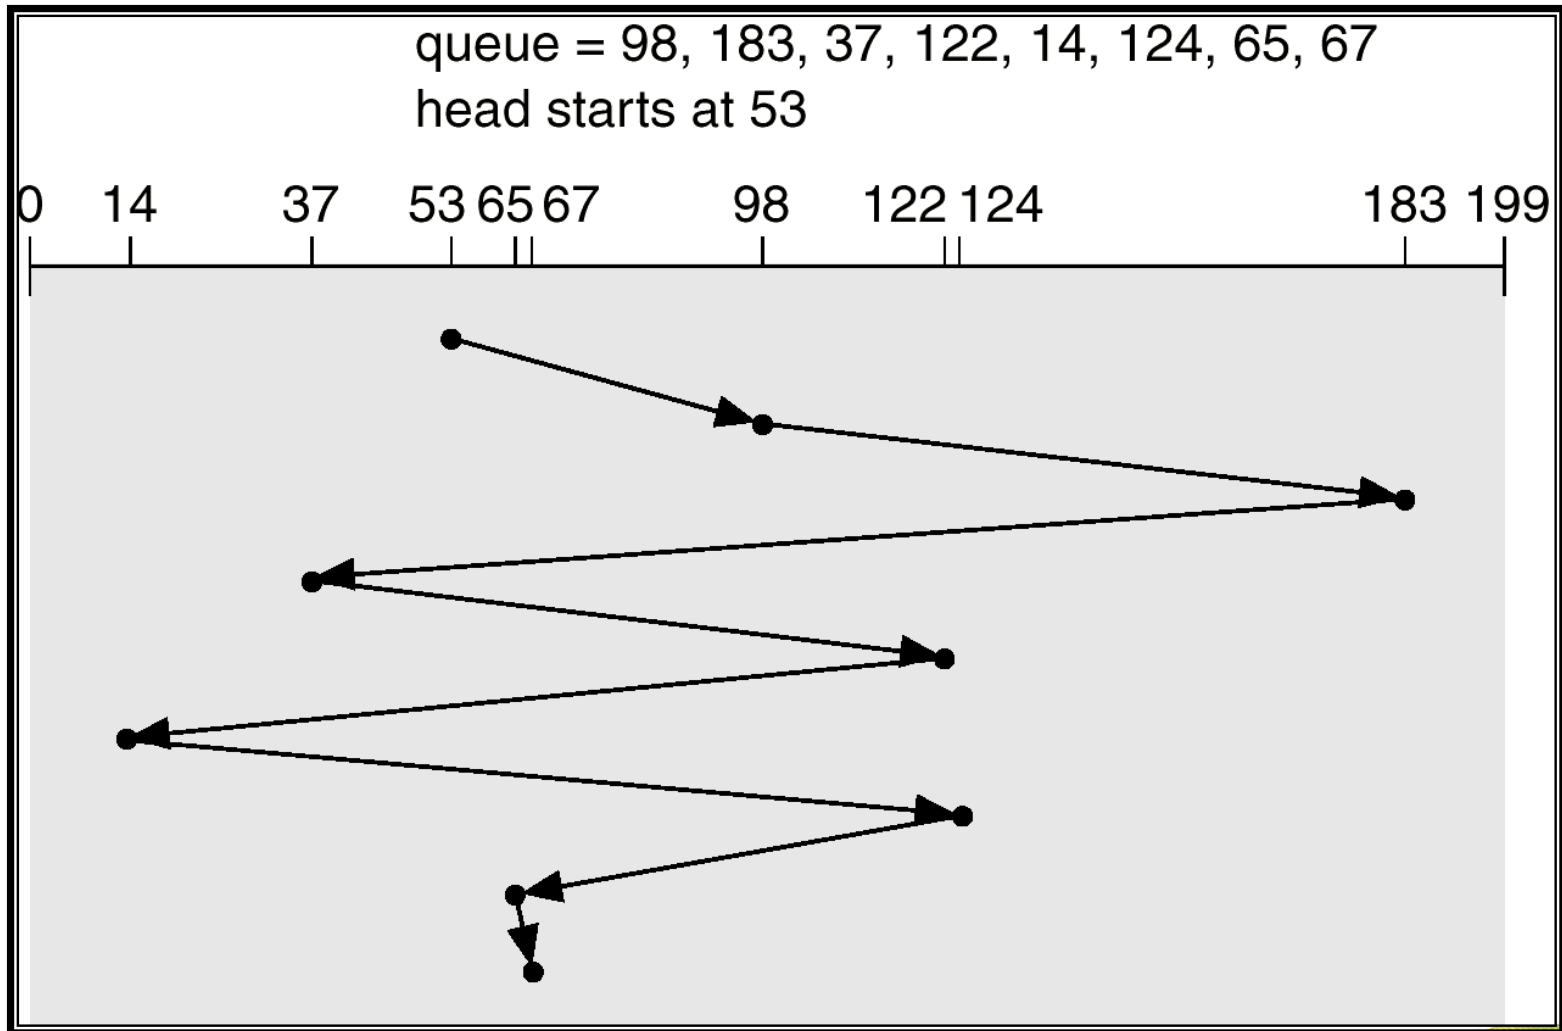 queue = 98, 183, 37, 122, 14, 124, 65, 67
head starts at 53
0 14 37 53 65 67 98 122 124 183 199